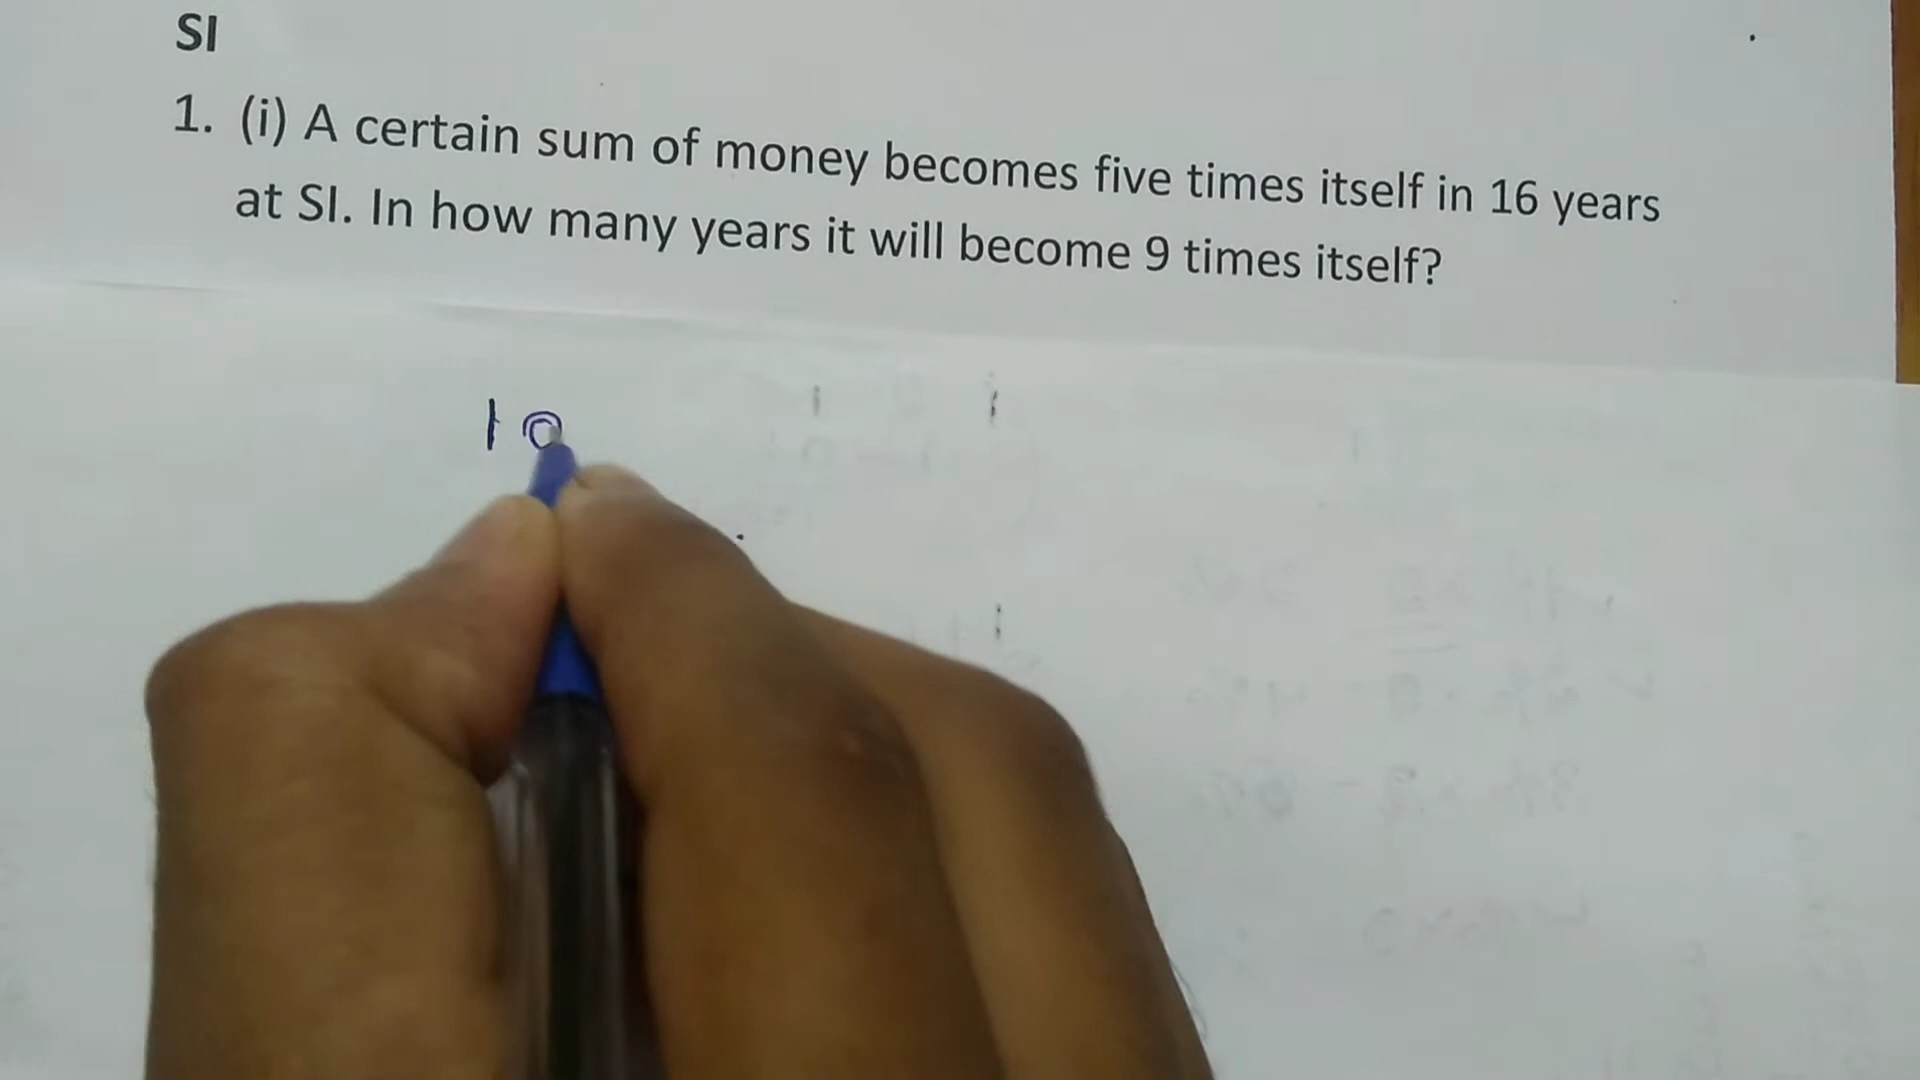 SI
1. (i) A certain sum of money becomes five times itself in 16 years
at SI. In how many years it will become 9 times itself?
10